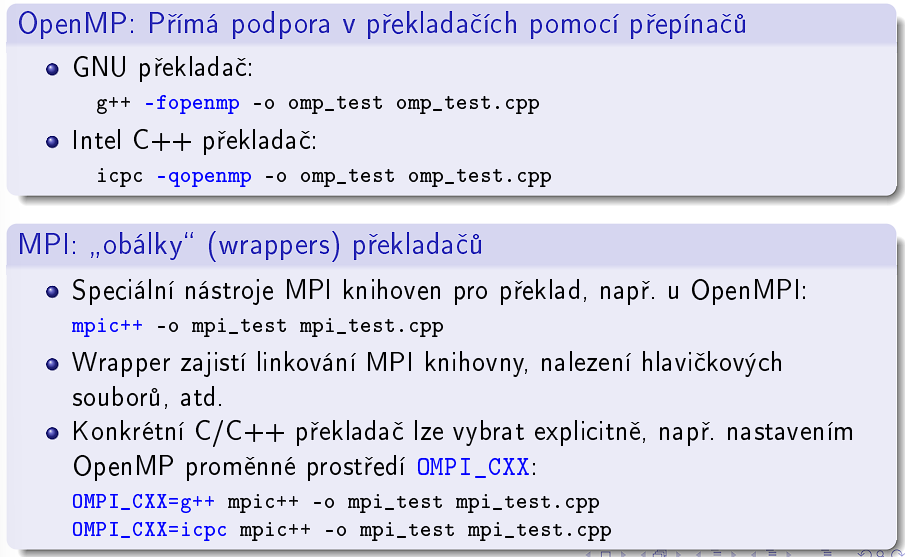 OpenMP: Přímá podpora v překladačích pomocí přepínačů
GNU překladač:
g++ -fopenmp -o omp_test omp_test.cpp
Intel C++ překladač:
icpc -qopenmp -o omp_test omp_test.cpp
MPI: „obálky“ (wrappers) překladačů
Speciální nástroje MPI knihoven pro překlad, např. u OpenMPI:
mpic++ -o mpi_test mpi_test.cpp
Wrapper zajistí linkování MPI knihovny, nalezení hlavičkových
souborů, atd.
Konkrétní C/C++ překladač lze vybrat explicitně, např. nastavením
OpenMP proměnné prostředí OMPI_CXX:
OMPI_CXX=g++ mpic++ -o mpi_test mpi_test.cpp
OMPI_CXX=icpc mpic++ -o mpi_test mpi_test.cpp